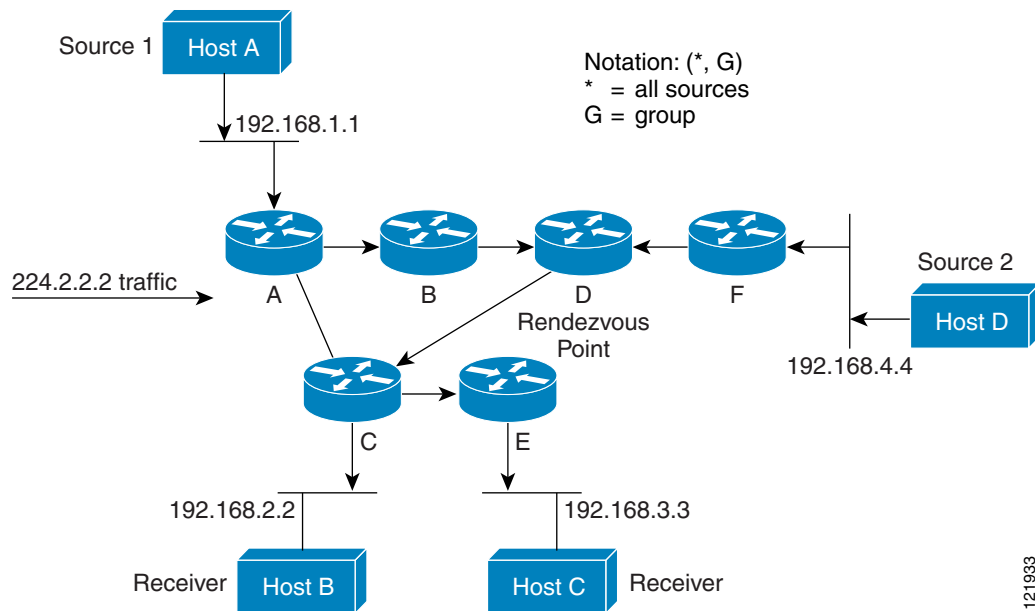 Source 1
Host A
Notation: (*, G)
* = all sources
G = group
192.168.1.1
224.2.2.2 traffic
A
B
D
Rendezvous
Point
F
Source 2
Host D
192.168.4.4
C
E
192.168.2.2
192.168.3.3
Receiver
Host B
Host C
Receiver
121933